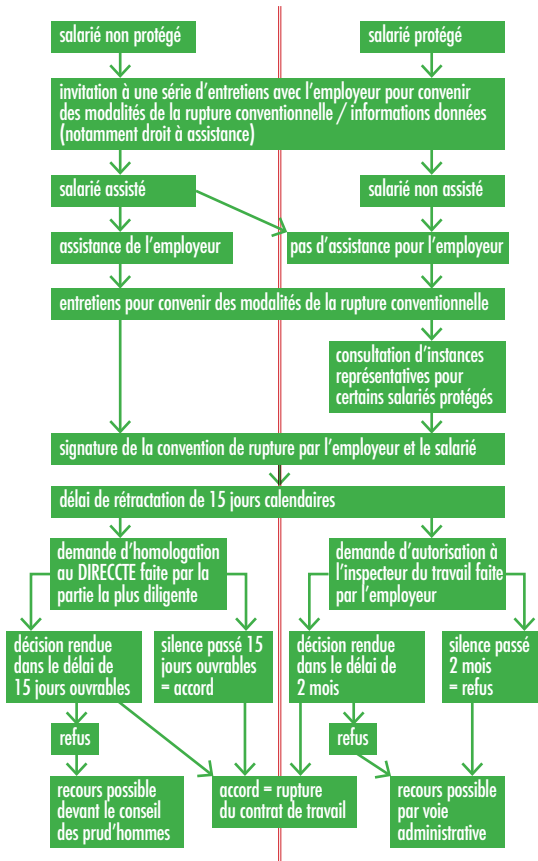 salarié non protégé
salarié protégé
invitation à une série d'entretiens avec l'employeur pour convenir
des modalités de la rupture conventionnelle / informations données
(notamment droit à assistance)
salarié assisté
salarié non assisté
assistance de l'employeur
pas d'assistance pour l'employeur
entretiens pour convenir des modalités de la rupture conventionnelle
consultation d'instances
représentatives pour
certains salariés protégés
signature de la convention de rupture par l'employeur et le salarié
délai de rétractation de 15 jours calendaires
demande d'homologation
au DIRECCTE faite par la
partie la plus diligente
demande d'autorisation à
l'inspecteur du travail faite
par l'employeur
décision rendue
dans le délai de
15 jours ouvrables
silence passé 15
jours ouvrables
= accord
décision rendue
dans le délai de
2 mois
silence passé
2 mois
= refus
refus
refus
recours possible
devant le conseil
des prud'hommes
accord = rupture
du contrat de travail
recours possible
par voie
administrative